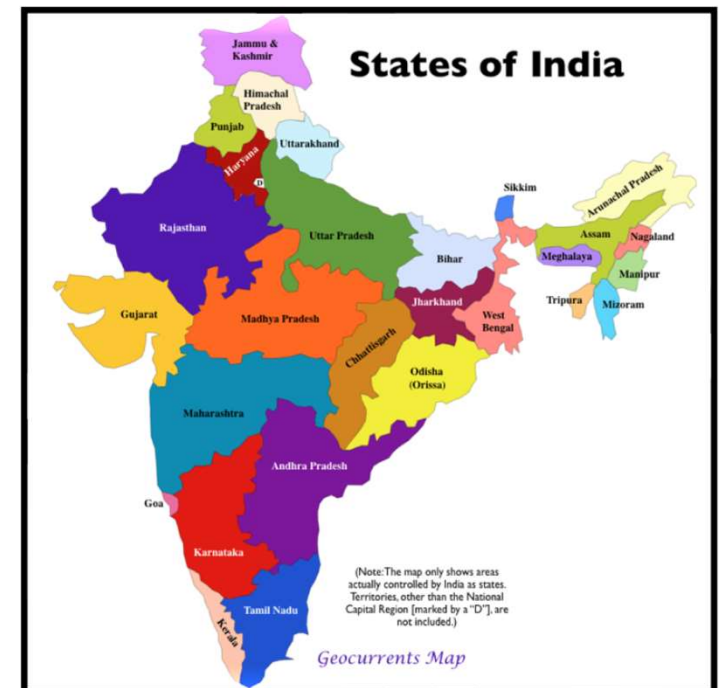 States of India
Jammu &
Kashmir
Himachal
Pradesh
Punjab
Uttarakhand
Haryana
D
Sikkim
Arunachal Pradesh
Rajasthan
Uttar Pradesh
Assam
Nagaland
Bihar
Meghalaya
Manipur
Jharkhand
Tripura
Mizoram
Gujarat
Madhya Pradesh
West
Bengal
Chhattisgarh
Odisha
(Orissa)
Maharashtra
Andhra Pradesh
Goa
Karnataka
(Note: The map only shows areas
actually controlled by India as states.
Territories, other than the National
Capital Region [marked by a "D"], are
not included.)
Tamil Nadu
Kerala
Geocurrents Map